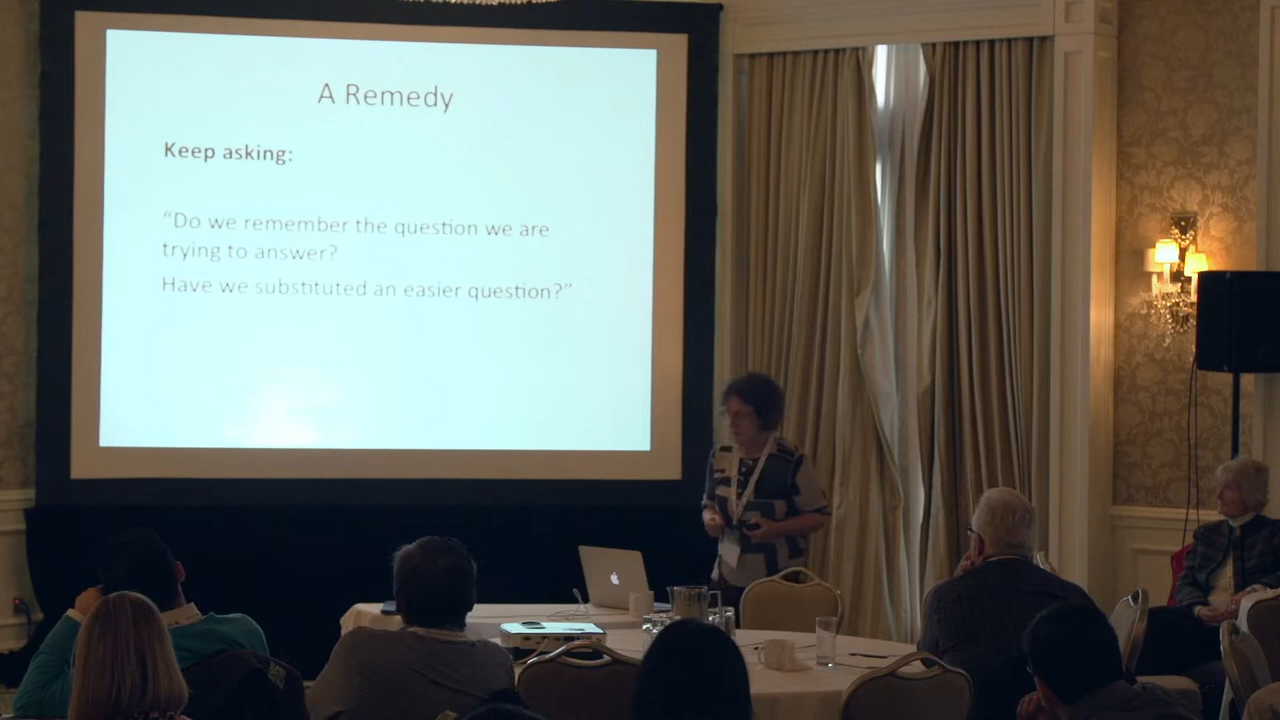 A Remedy
Keep asking:
“Do we remember the question we are
trying to answer?
Have we substituted an easier question?”